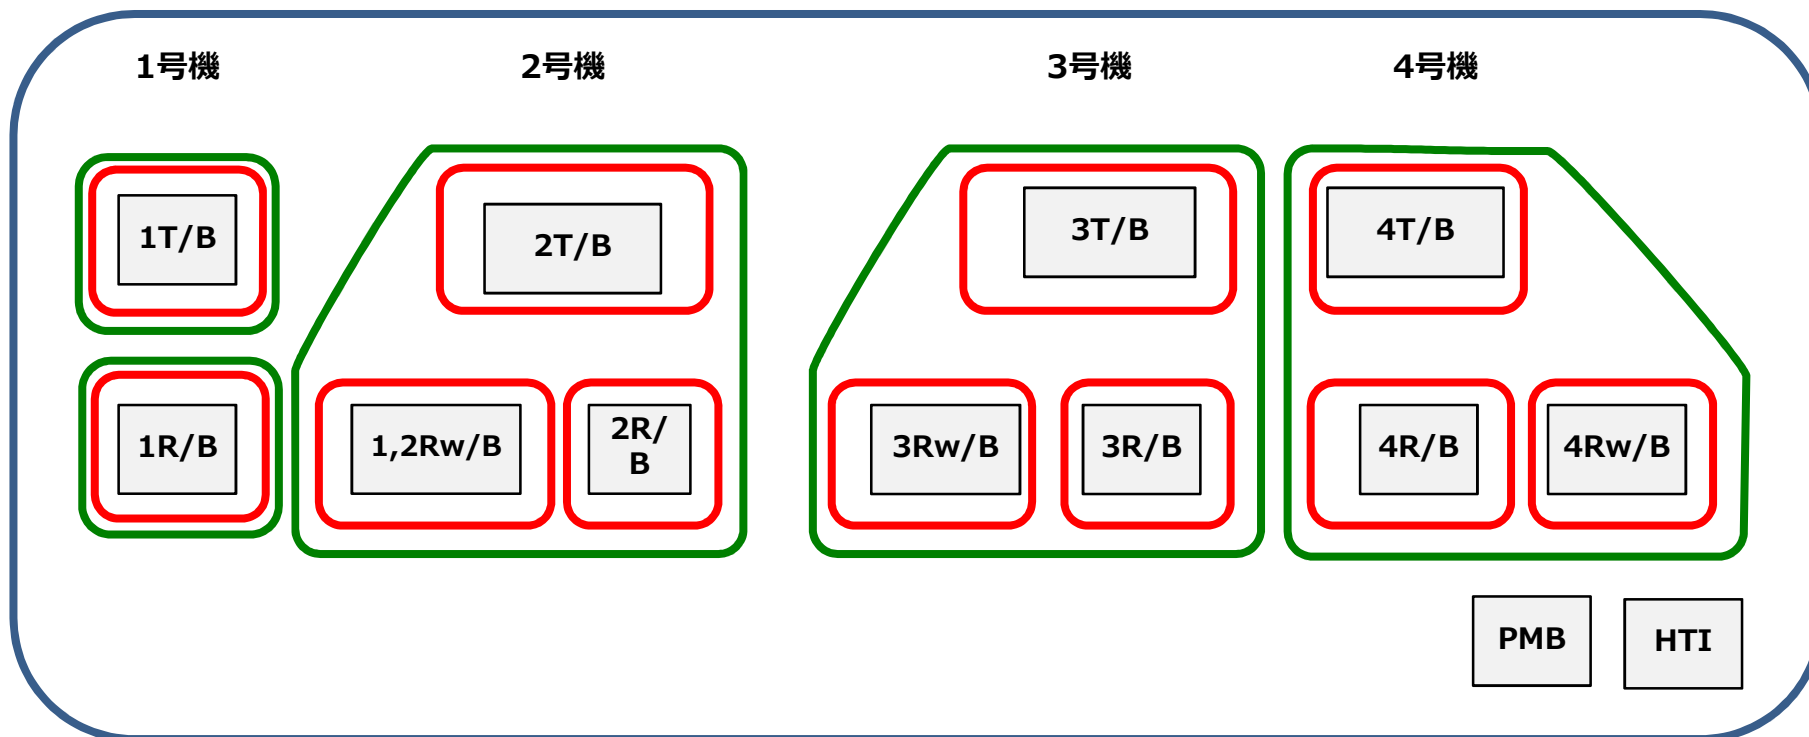 1号機
2号機
3号機
4号機
1T/B
2T/B
3T/B
4T/B
1R/B
1,2Rw/B
2R/
B
3Rw/B
3R/B
4R/B
4Rw/B
PMB
HTI